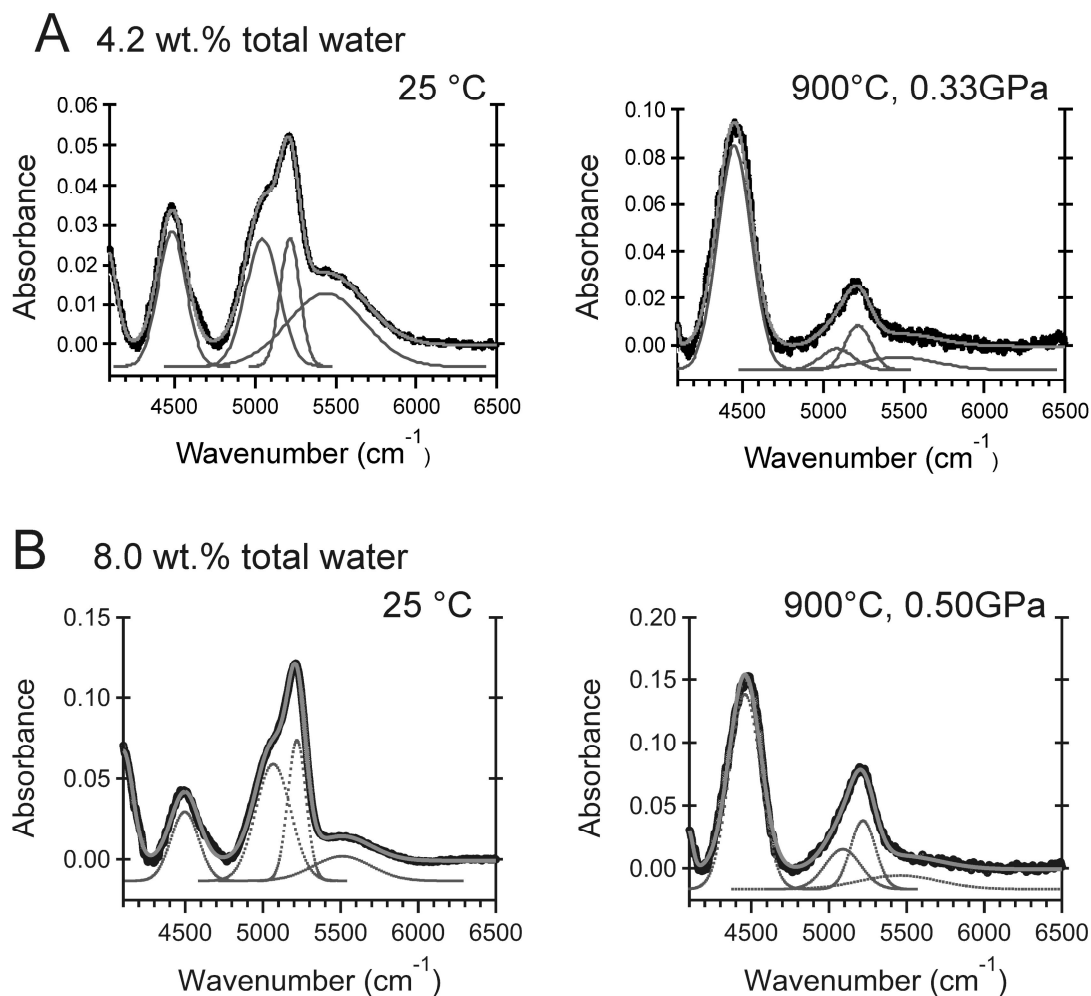 A 4.2 wt.% total water
25 °C
900°C, 0.33GPa
Absorbance
0.06
0.05
0.04
0.03
0.02
0.01
0.00
4500 5000 5500 6000 6500
Wavenumber (cm-1)
Absorbance
0.10
0.08
0.06
0.04
0.02
0.00
4500 5000 5500 6000 6500
Wavenumber (cm-1)
B 8.0 wt.% total water
25 °C
900°C, 0.50GPa
Absorbance
0.15
0.10
0.05
0.00
4500 5000 5500 6000 6500
Wavenumber (cm-1)
Absorbance
0.20
0.15
0.10
0.05
0.00
4500 5000 5500 6000 6500
Wavenumber (cm-1)